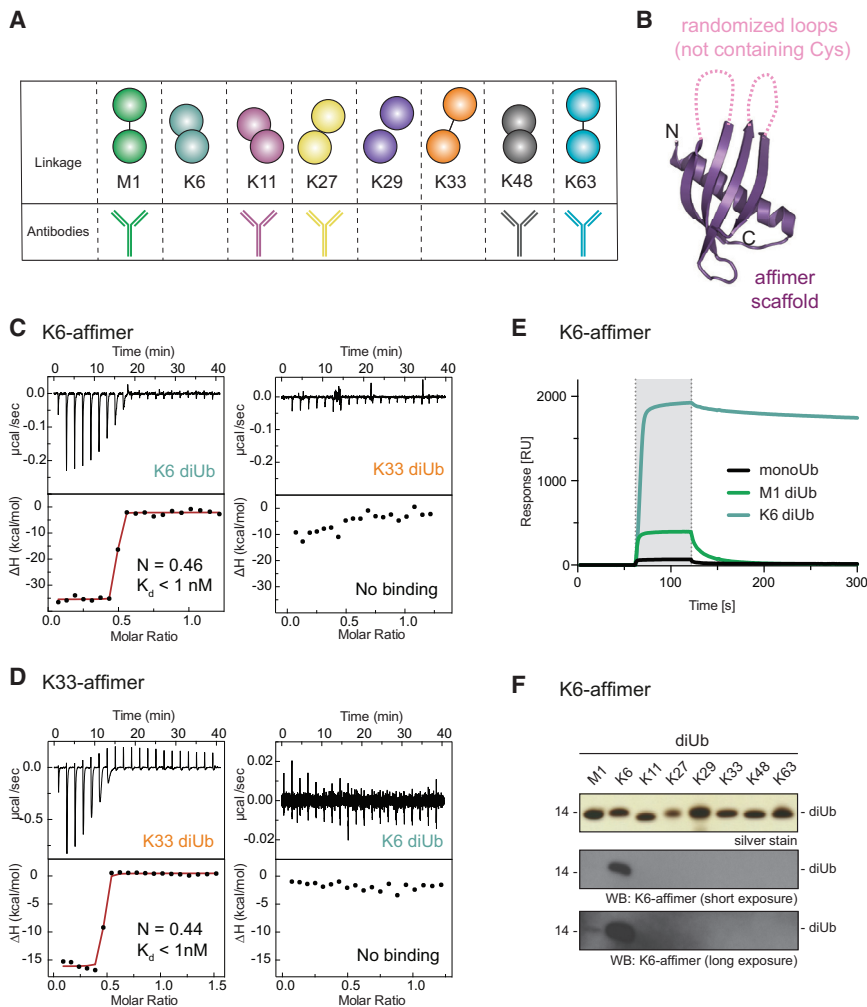 A
Linkage
M1 K6 K11 K27 K29 K33 K48 K63
Antibodies
B
randomized loops
(not containing Cys)
N
C
affimer
scaffold
C K6-affimer
Time (min)
0 10 20 30 40
µcal/sec
0.0
-0.1
-0.2
K6 diUb
ΔH (kcal/mol)
0
-10
-20
-30
N = 0.46
Kd < 1 nM
0.0 0.5 1.0
Molar Ratio
Time (min)
0 10 20 30 40
µcal/sec
0.0
-0.1
-0.2
K33 diUb
ΔH (kcal/mol)
0
-10
-20
-30
No binding
0.0 0.5 1.0
Molar Ratio
D K33-affimer
Time (min)
0 10 20 30 40
µcal/sec
0.0
-0.5
K33 diUb
ΔH (kcal/mol)
0
-5
-10
-15
N = 0.44
Kd < 1nM
0.0 0.5 1.0 1.5
Molar Ratio
Time (min)
0 10 20 30 40
µcal/sec
0.02
0.00
-0.02
K6 diUb
ΔH (kcal/mol)
0
-5
-10
-15
No binding
0.0 0.5 1.0
Molar Ratio
E K6-affimer
Response [RU]
2000
1000
0
monoUb
M1 diUb
K6 diUb
0 100 200 300
Time [s]
F K6-affimer
diUb
M1 K6 K11 K27 K29 K33 K48 K63
14 - - diUb
silver stain
14 - - diUb
WB: K6-affimer (short exposure)
14 - - diUb
WB: K6-affimer (long exposure)